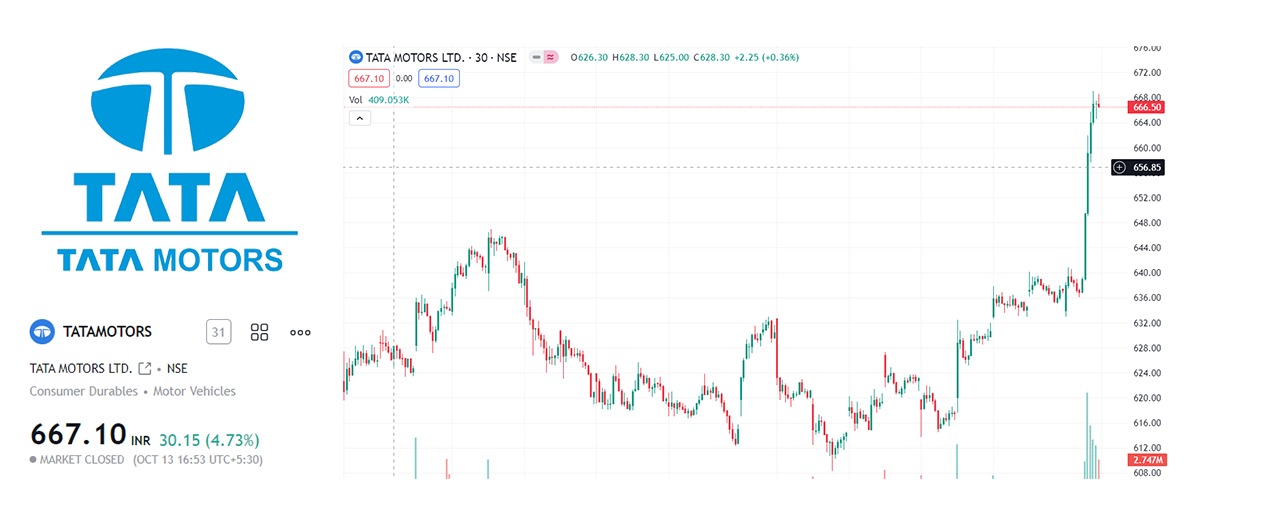 TATA
TATA MOTORS
TATAMOTORS
31
TATA MOTORS LTD. • NSE
Consumer Durables • Motor Vehicles
667.10 INR 30.15 (4.73%)
MARKET CLOSED (OCT 13 16:53 UTC+5:30)
TATA MOTORS LTD. · 30 · NSE
O626.30 H628.30 L625.00 C628.30 +2.25 (+0.36%)
667.10 0.00 667.10
Vol 409.053K
676.00
672.00
668.00
666.50
664.00
660.00
656.85
652.00
648.00
644.00
640.00
636.00
632.00
628.00
624.00
620.00
616.00
612.00
2.747M
608.00